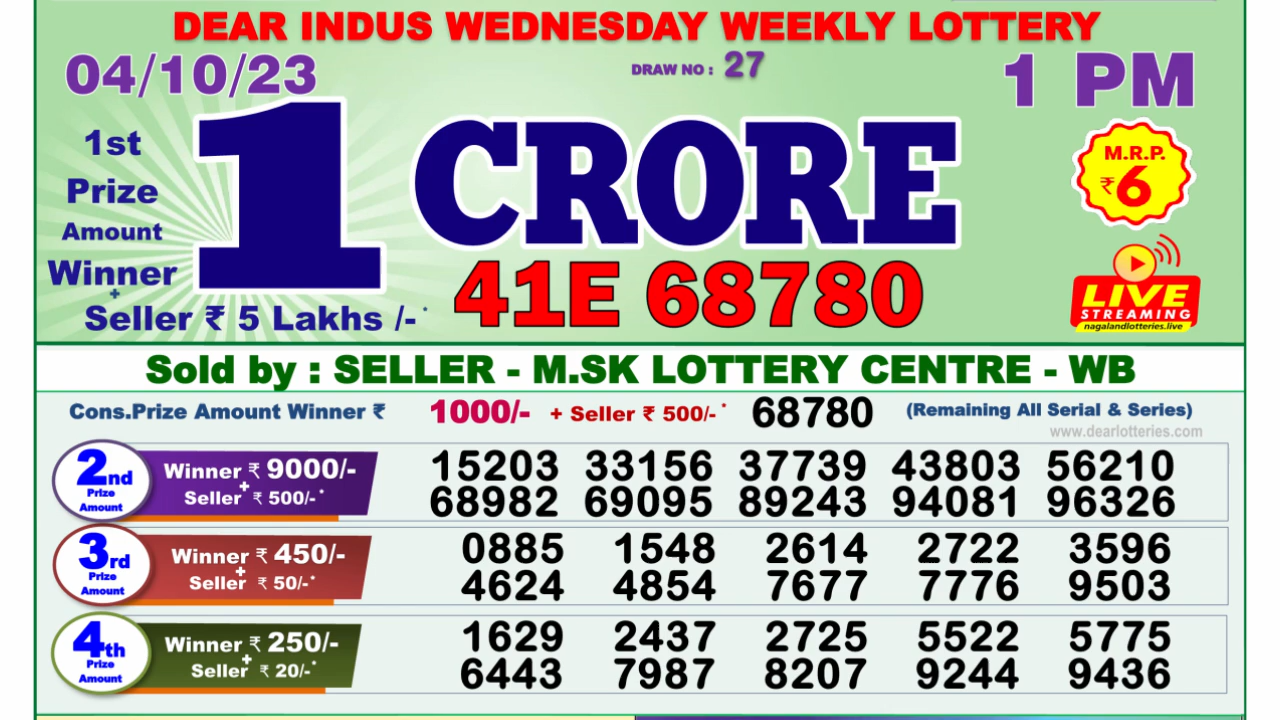 DEAR INDUS WEDNESDAY WEEKLY LOTTERY
04/10/23 DRAW NO : 27 1 PM
1st
Prize
Amount
Winner
+
Seller ₹ 5 Lakhs /- *
1 CRORE
41E 68780
M.R.P.
₹6
LIVE
STREAMING
nagalandlotteries.live
Sold by : SELLER - M.SK LOTTERY CENTRE - WB
Cons.Prize Amount Winner ₹ 1000/- + Seller ₹ 500/- * 68780 (Remaining All Serial & Series)
www.dearlotteries.com
2nd
Prize
Amount
Winner ₹ 9000/-
+
Seller ₹ 500/- *
15203 33156 37739 43803 56210
68982 69095 89243 94081 96326
3rd
Prize
Amount
Winner ₹ 450/-
+
Seller ₹ 50/- *
0885 1548 2614 2722 3596
4624 4854 7677 7776 9503
4th
Prize
Amount
Winner ₹ 250/-
+
Seller ₹ 20/- *
1629 2437 2725 5522 5775
6443 7987 8207 9244 9436